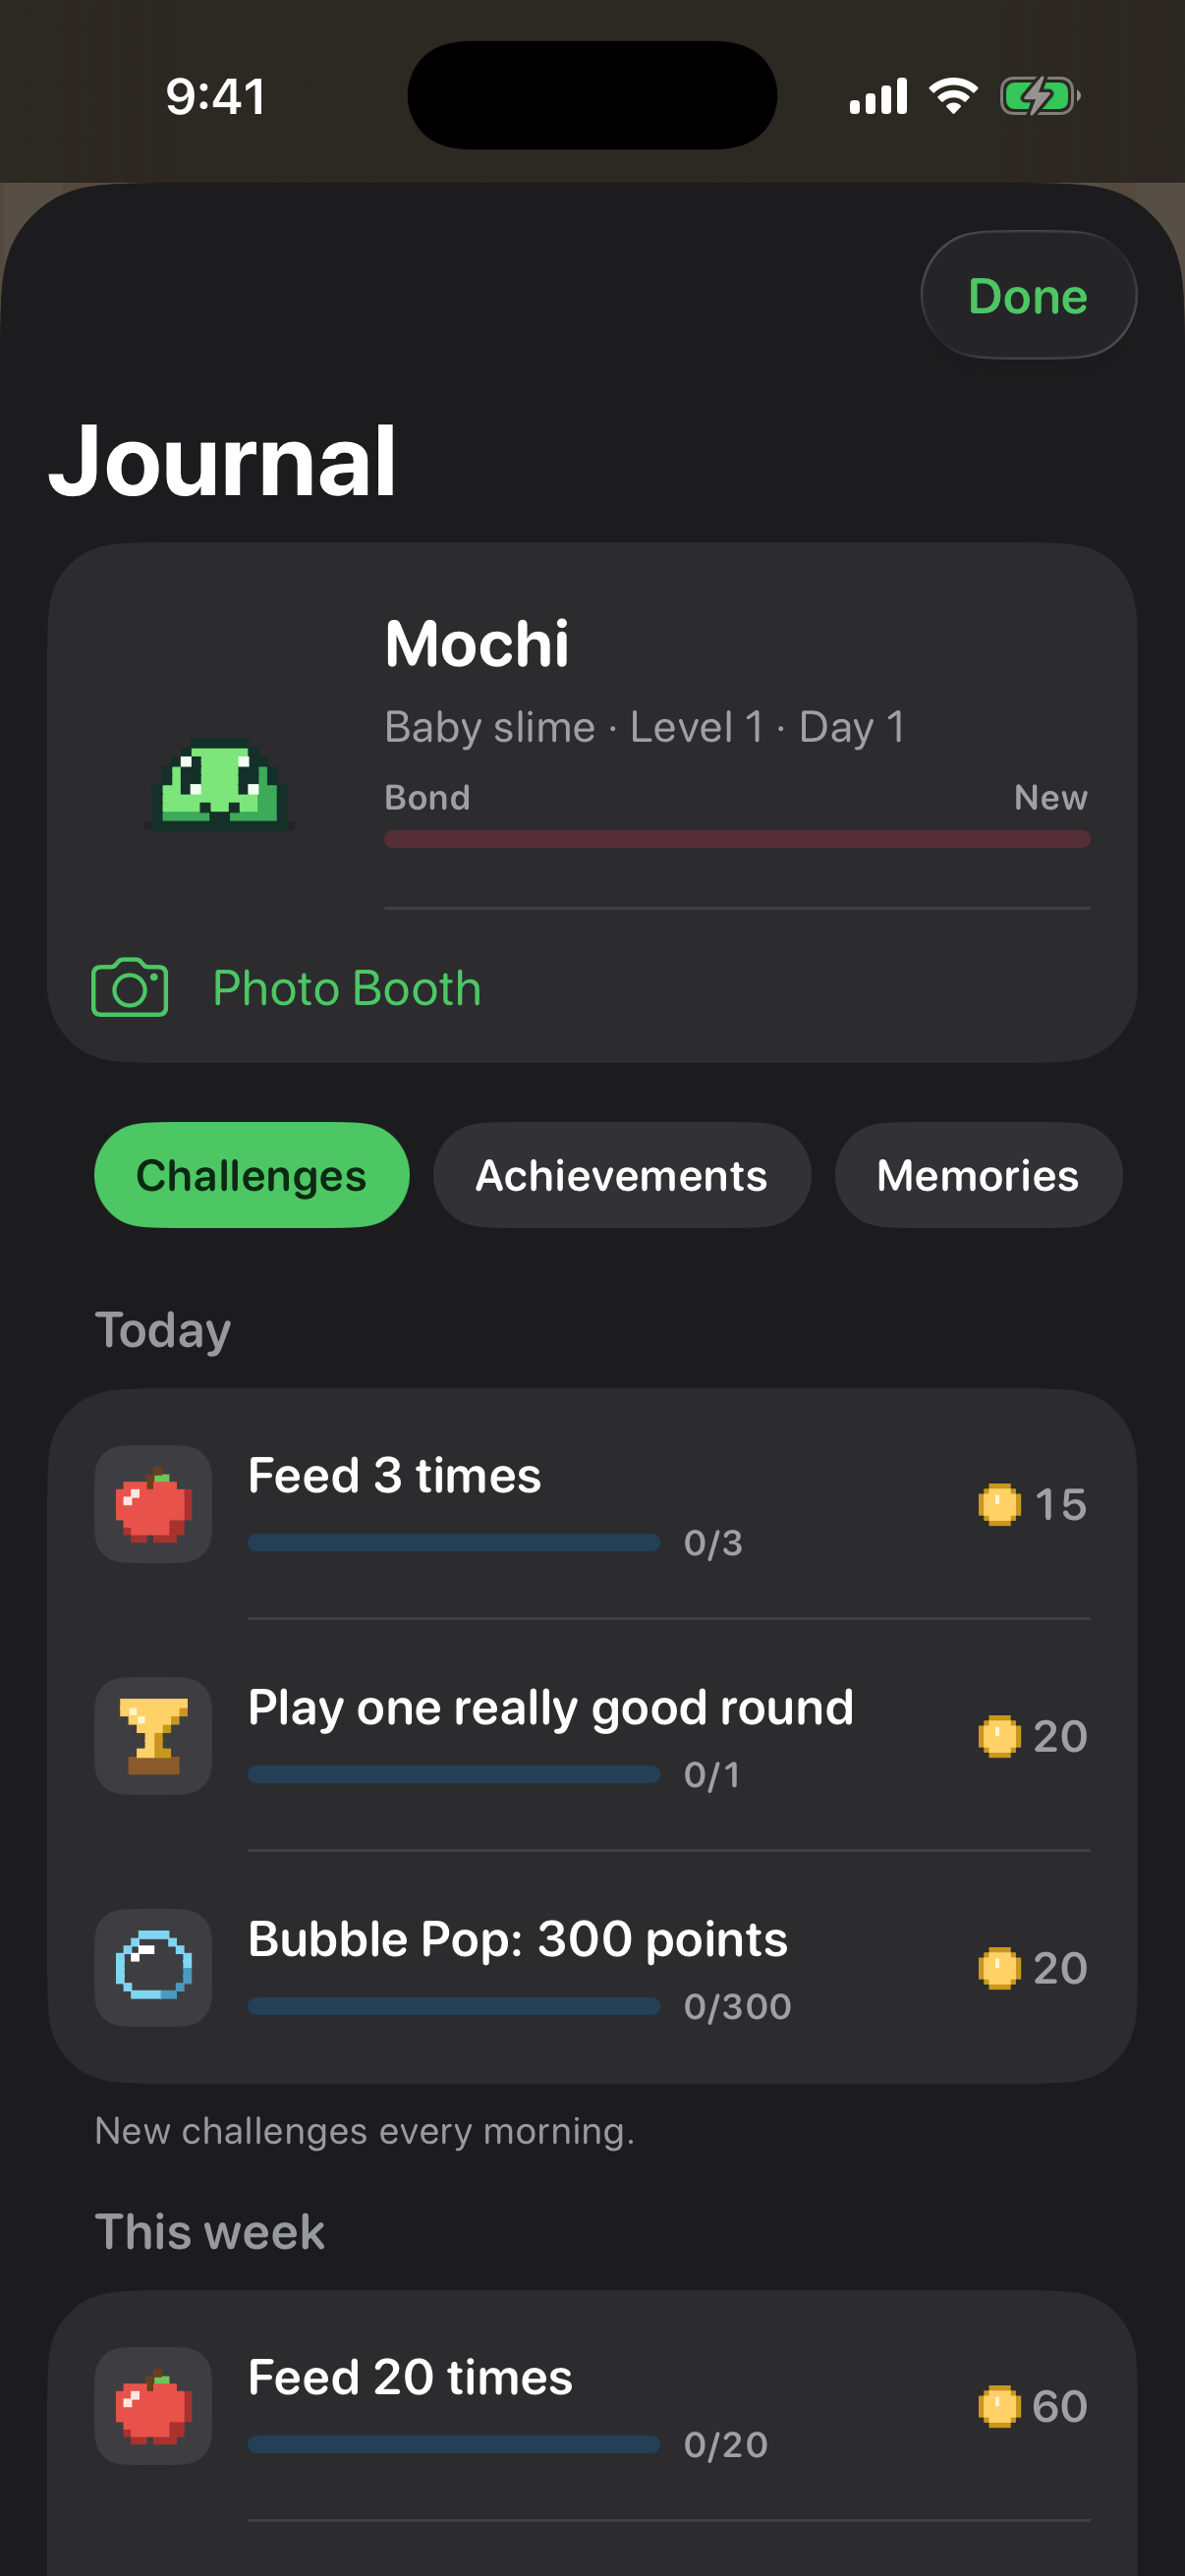 9:41
Done
Journal
Mochi
Baby slime · Level 1 · Day 1
Bond New
Photo Booth
Challenges Achievements Memories
Today
Feed 3 times
15
0/3
Play one really good round
20
0/1
Bubble Pop: 300 points
20
0/300
New challenges every morning.
This week
Feed 20 times
60
0/20